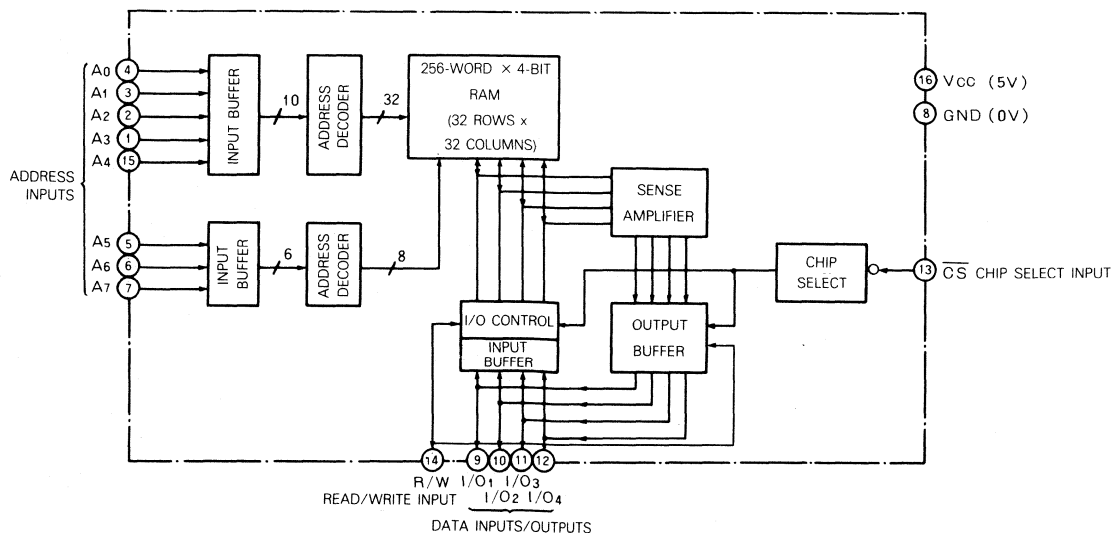 ADDRESS
INPUTS
A0 4
A1 3
A2 2
A3 1
A4 15
A5 5
A6 6
A7 7
INPUT BUFFER
10
ADDRESS
DECODER
32
256-WORD × 4-BIT
RAM
(32 ROWS ×
32 COLUMNS)
INPUT
BUFFER
6
ADDRESS
DECODER
8
SENSE
AMPLIFIER
I/O CONTROL
INPUT
BUFFER
OUTPUT
BUFFER
CHIP
SELECT
16 VCC (5V)
8 GND (0V)
13 C̅S̅ CHIP SELECT INPUT
14 9 10 11 12
R/W I/O1 I/O3
READ/WRITE INPUT I/O2 I/O4
DATA INPUTS/OUTPUTS